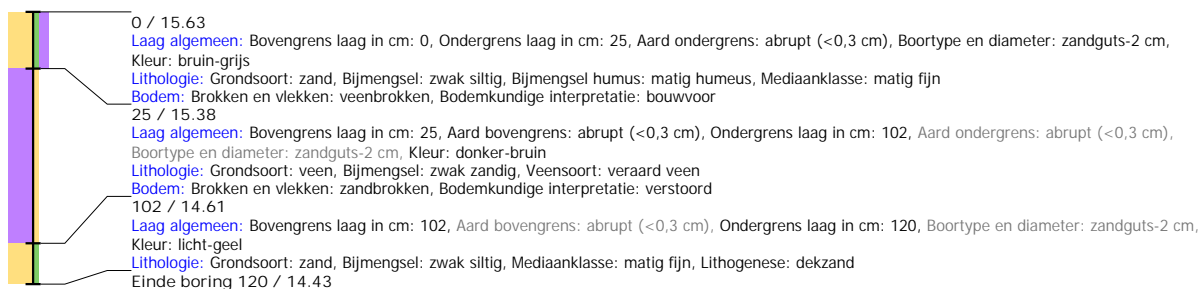 0 / 15.63
Laag algemeen: Bovengrens laag in cm: 0, Ondergrens laag in cm: 25, Aard ondergrens: abrupt (<0,3 cm), Boortype en diameter: zandguts-2 cm,
Kleur: bruin-grijs
Lithologie: Grondsoort: zand, Bijmengsel: zwak siltig, Bijmengsel humus: matig humeus, Mediaanklasse: matig fijn
Bodem: Brokken en vlekken: veenbrokken, Bodemkundige interpretatie: bouwvoor
25 / 15.38
Laag algemeen: Bovengrens laag in cm: 25, Aard bovengrens: abrupt (<0,3 cm), Ondergrens laag in cm: 102, Aard ondergrens: abrupt (<0,3 cm),
Boortype en diameter: zandguts-2 cm, Kleur: donker-bruin
Lithologie: Grondsoort: veen, Bijmengsel: zwak zandig, Veensoort: veraard veen
Bodem: Brokken en vlekken: zandbrokken, Bodemkundige interpretatie: verstoord
102 / 14.61
Laag algemeen: Bovengrens laag in cm: 102, Aard bovengrens: abrupt (<0,3 cm), Ondergrens laag in cm: 120, Boortype en diameter: zandguts-2 cm,
Kleur: licht-geel
Lithologie: Grondsoort: zand, Bijmengsel: zwak siltig, Mediaanklasse: matig fijn, Lithogenese: dekzand
Einde boring 120 / 14.43